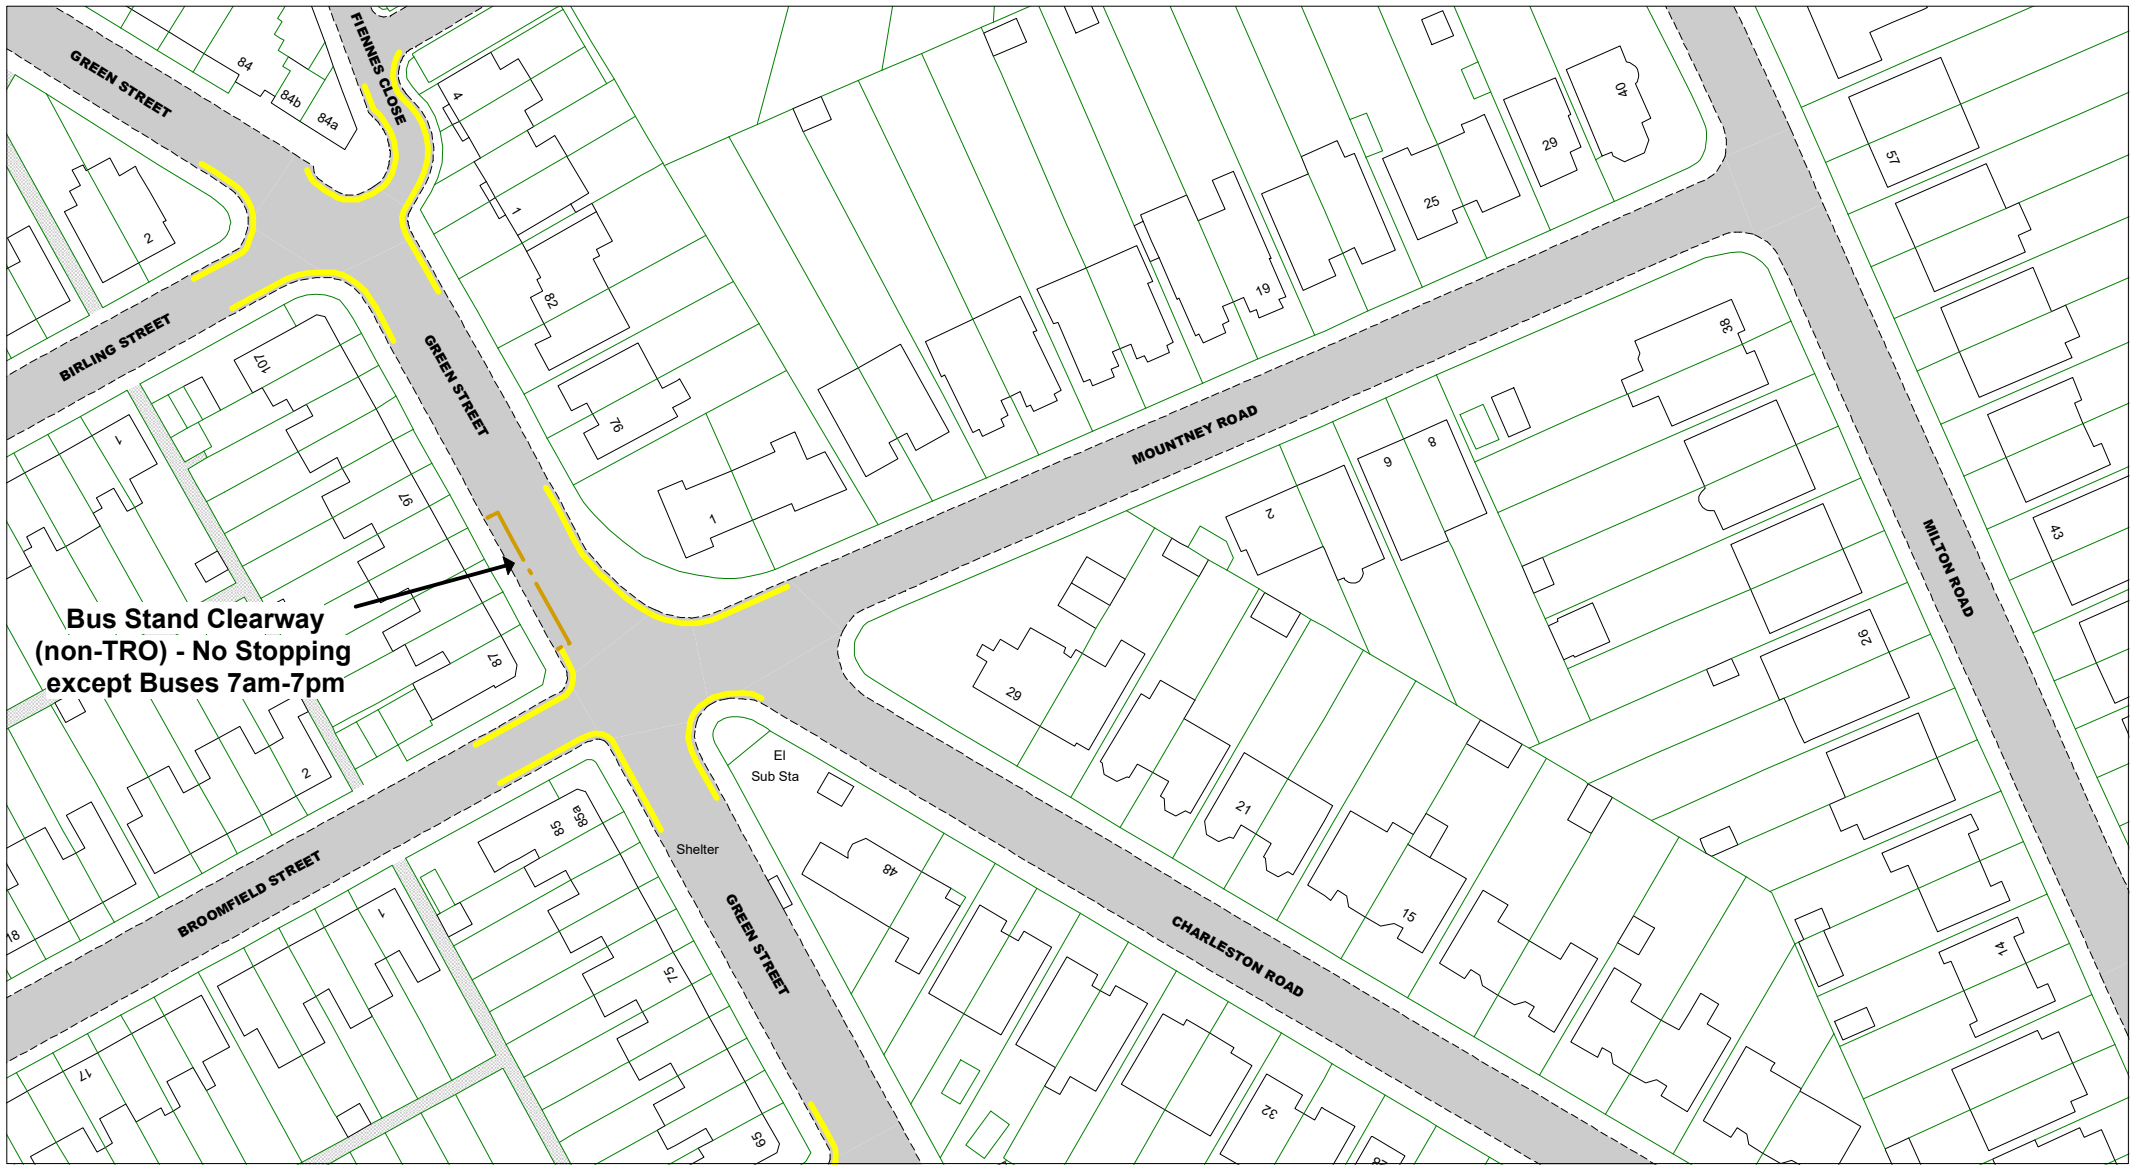 GREEN STREET
FIENNES CLOSE
84
84b
84a
4
1
2
82
BIRLING STREET
107
GREEN STREET
76
1
97
1
Bus Stand Clearway
(non-TRO) - No Stopping
except Buses 7am-7pm
87
2
40
29
25
19
57
MOUNTNEY ROAD
38
8
6
2
43
MILTON ROAD
26
29
El
Sub Sta
21
15
14
85
85a
Shelter
48
BROOMFIELD STREET
18
1
17
75
GREEN STREET
CHARLESTON ROAD
65
32
28